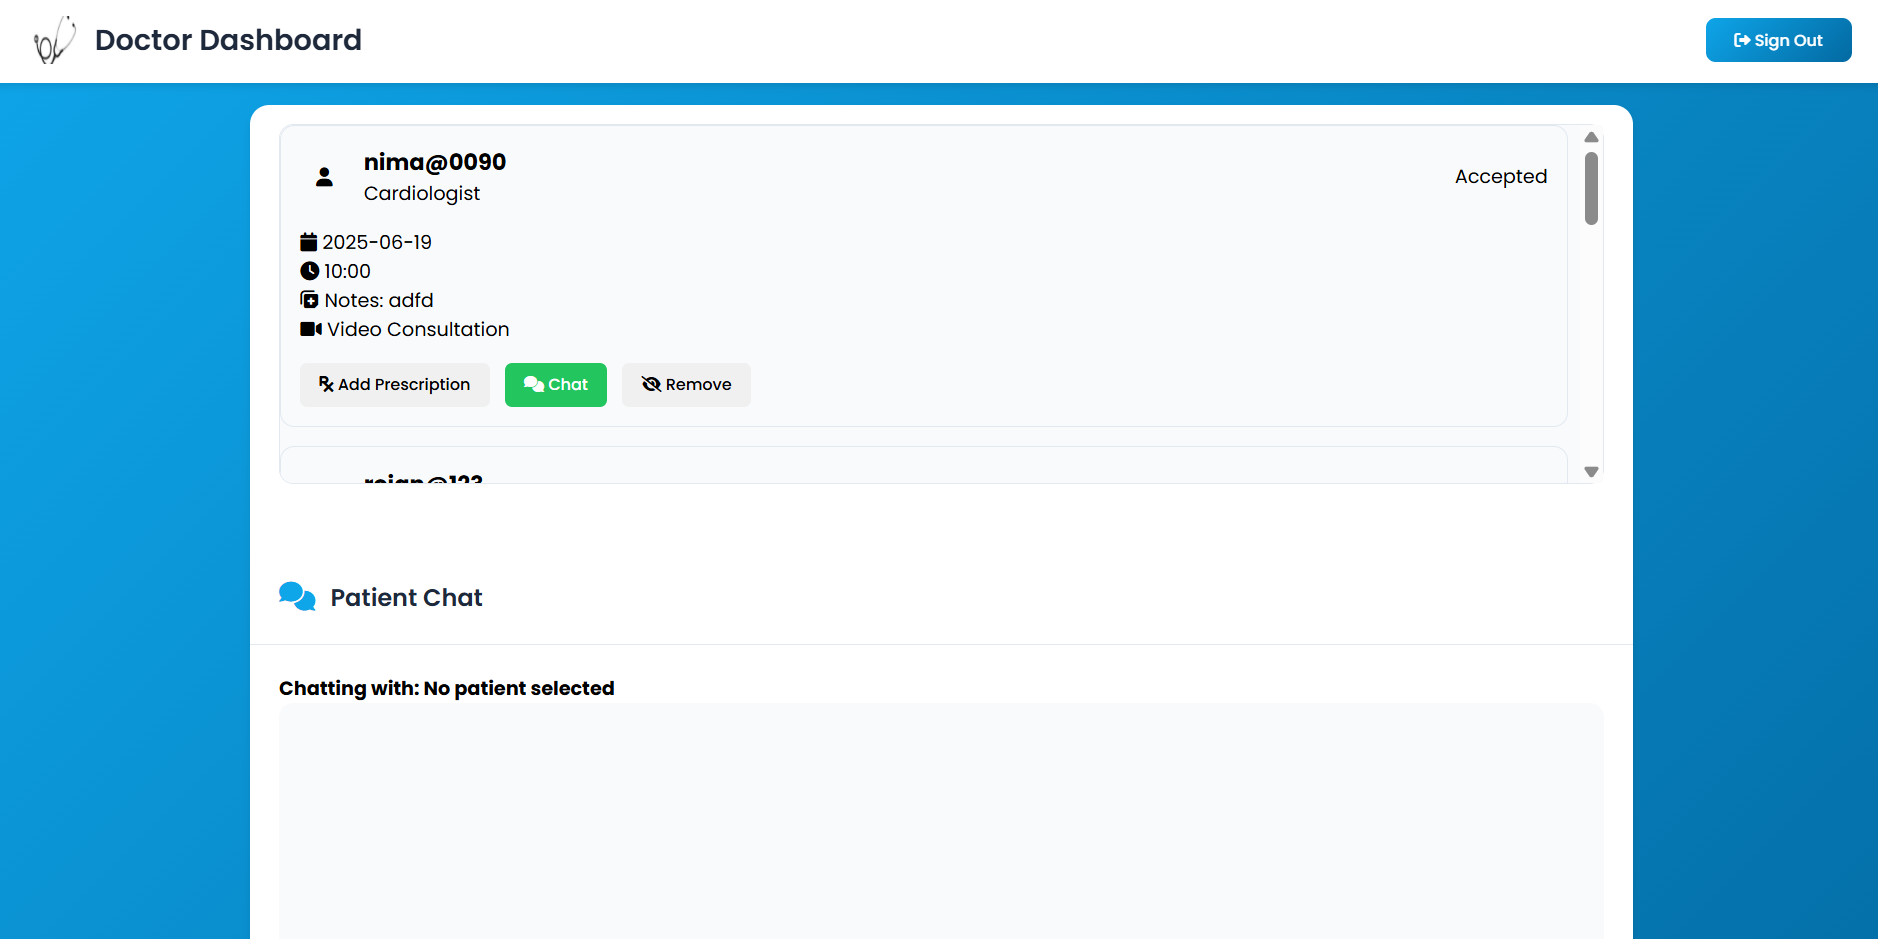 Doctor Dashboard
Sign Out
nima@0090
Cardiologist
Accepted
2025-06-19
10:00
Notes: adfd
Video Consultation
Add Prescription
Chat
Remove
Patient Chat
Chatting with: No patient selected